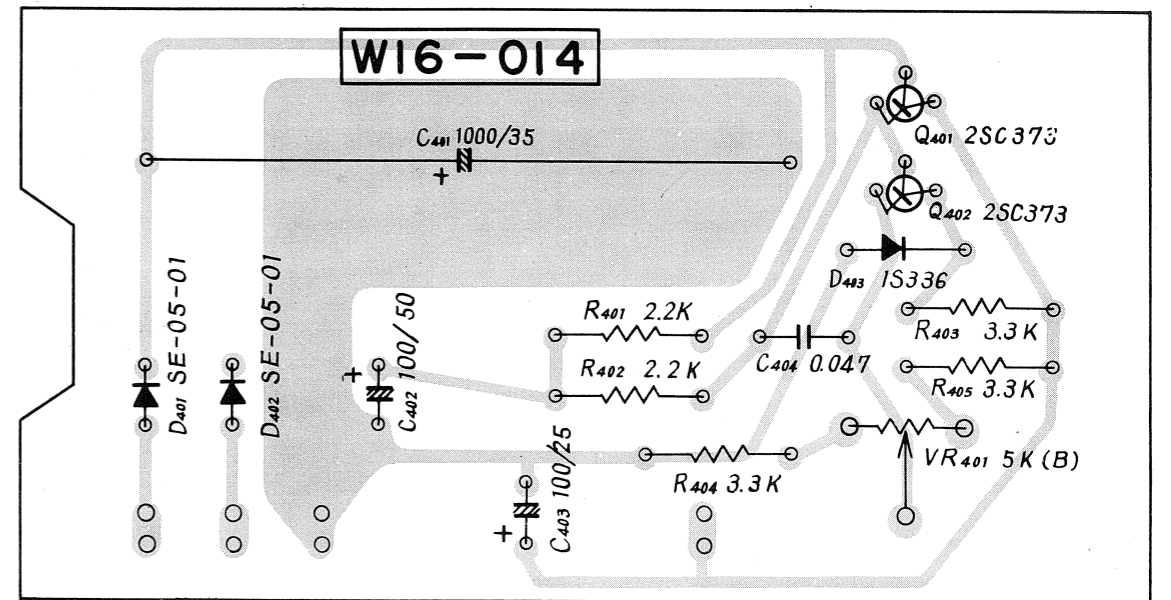 W16-014
C401 1000/35
Q401 2SC373
Q402 2SC373
D403 IS336
D401 SE-05-01
D402 SE-05-01
C402 100/50
R401 2.2K
R402 2.2K
C404 0.047
R403 3.3K
R405 3.3K
VR401 5K (B)
R404 3.3K
C403 100/25